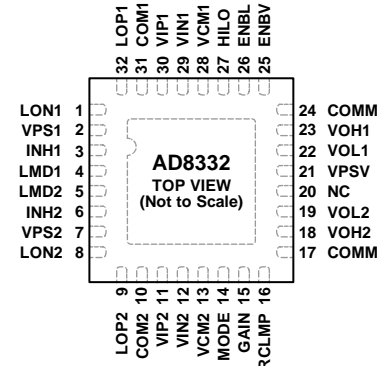 32 LOP1
31 COM1
30 VIP1
29 VIN1
28 VCM1
27 HILO
26 ENBL
25 ENBV
LON1 1
VPS1 2
INH1 3
LMD1 4
LMD2 5
INH2 6
VPS2 7
LON2 8
AD8332
TOP VIEW
(Not to Scale)
24 COMM
23 VOH1
22 VOL1
21 VPSV
20 NC
19 VOL2
18 VOH2
17 COMM
LOP2 9
COM2 10
VIP2 11
VIN2 12
VCM2 13
MODE 14
GAIN 15
RCLMP 16